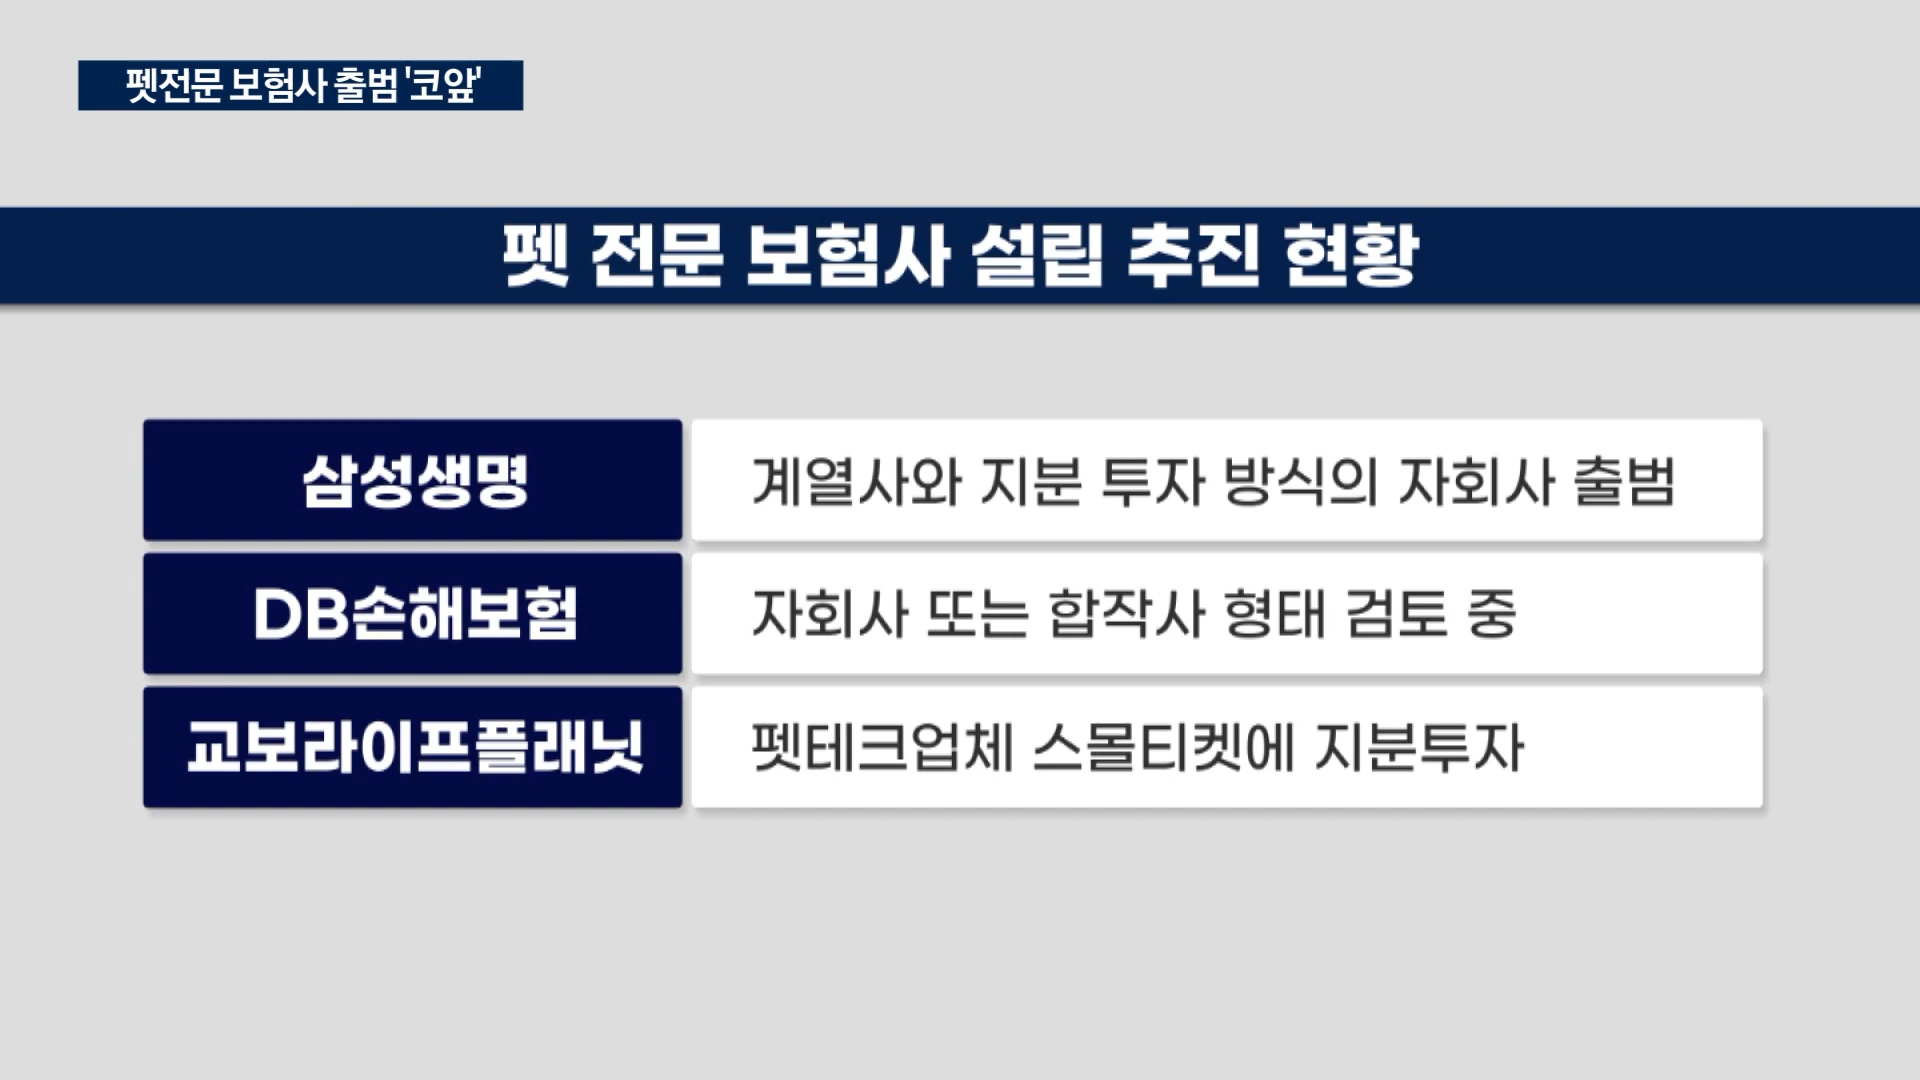 펫전문 보험사 출범 '코앞'
펫 전문 보험사 설립 추진 현황
삼성생명
계열사와 지분 투자 방식의 자회사 출범
DB손해보험
자회사 또는 합작사 형태 검토 중
교보라이프플래닛
펫테크업체 스몰티켓에 지분투자